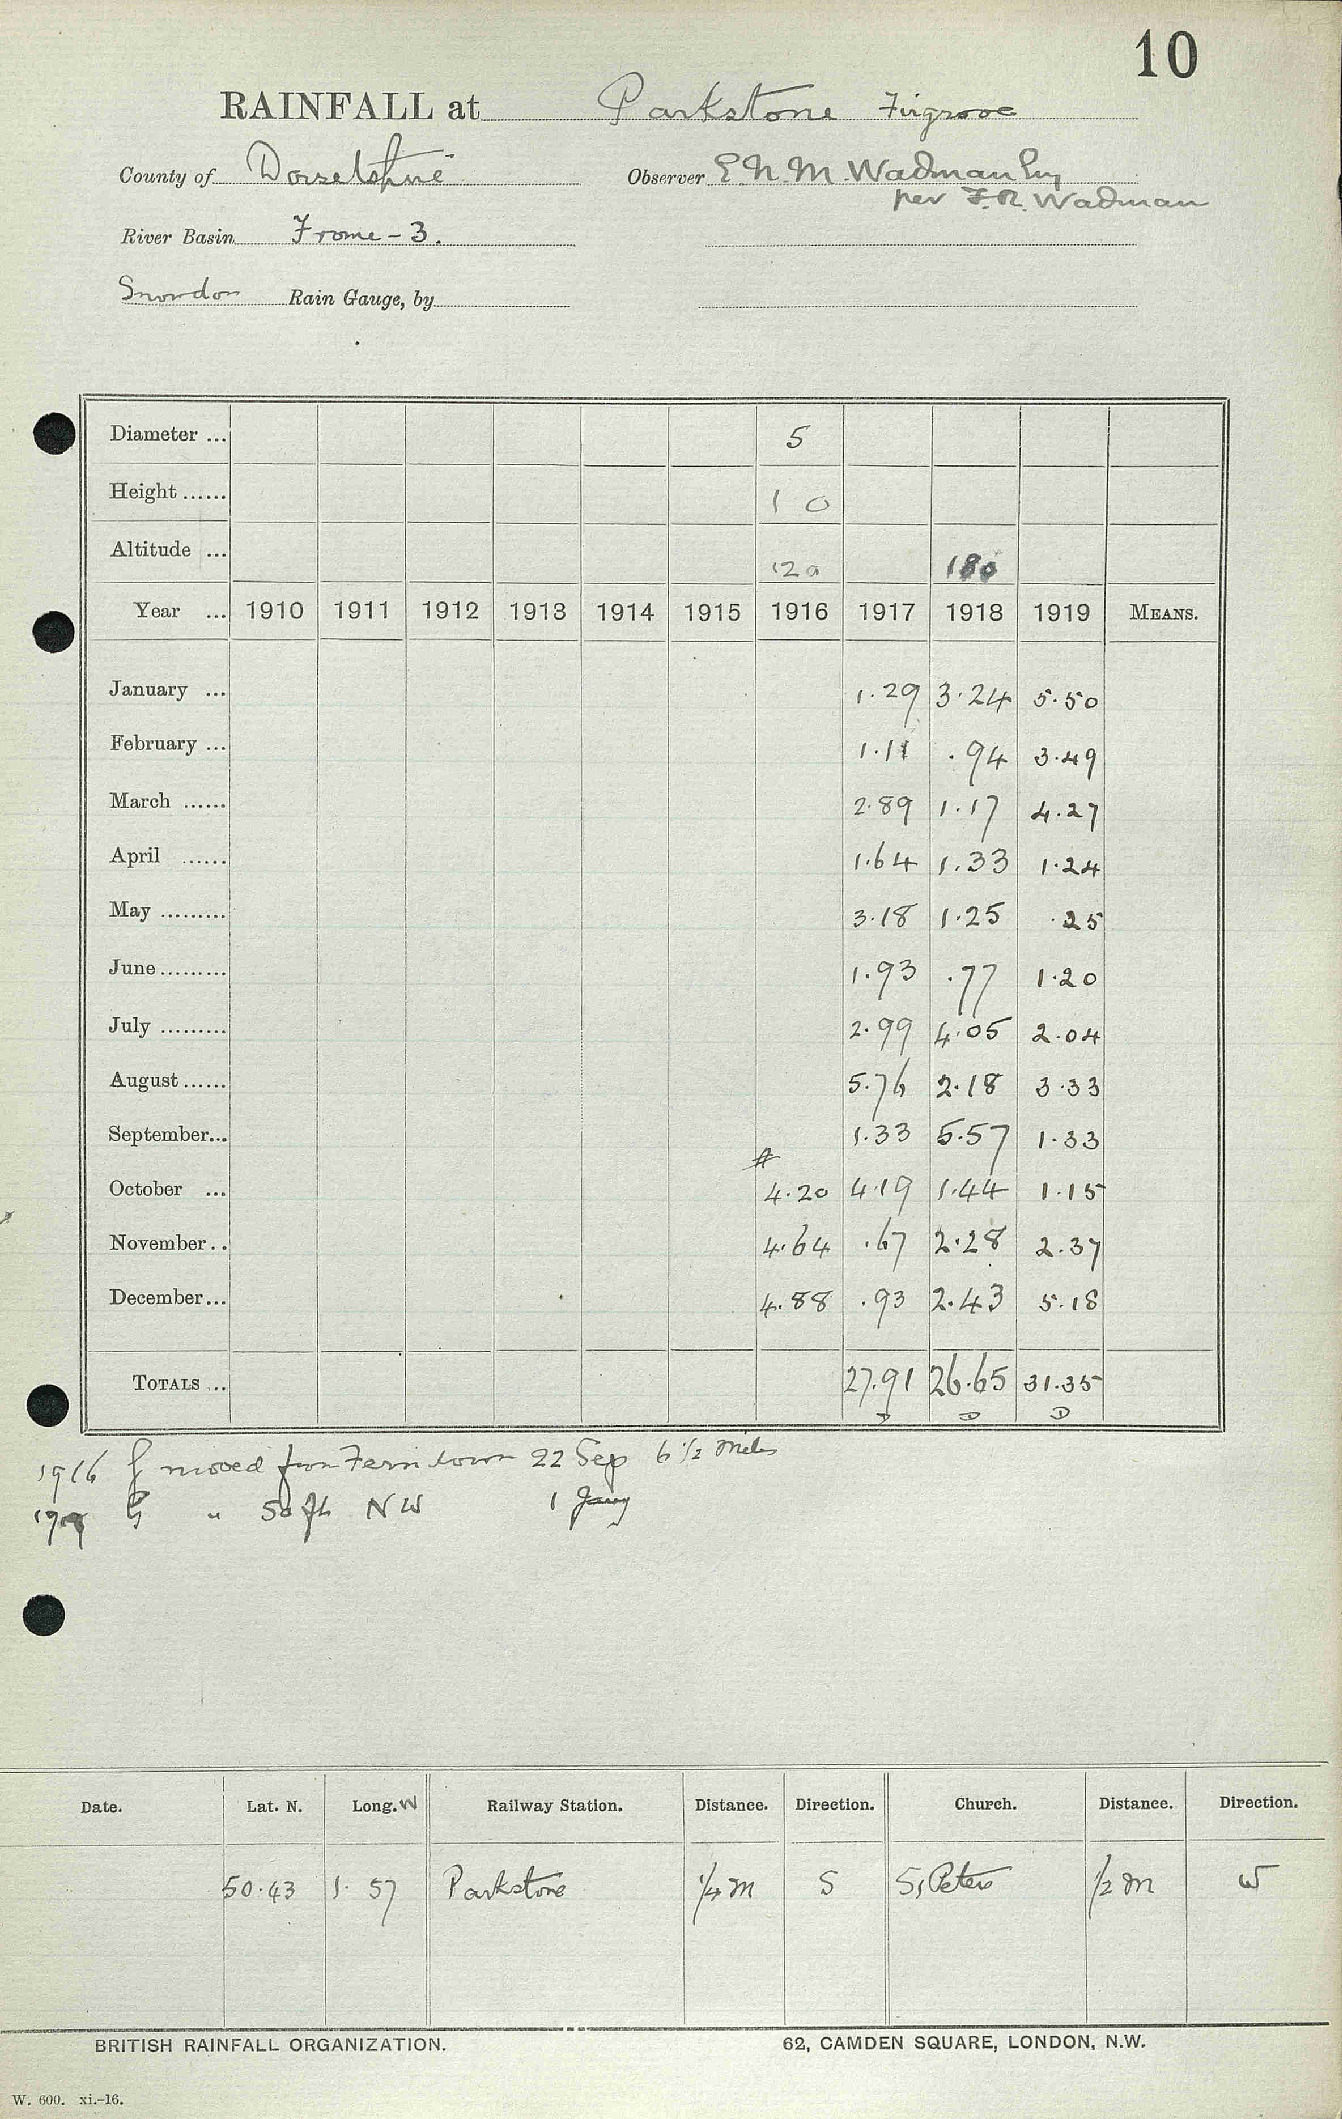 10
RAINFALL at Parkstone Firgrove
County of Dorsetshire Observer E.N.M. Wadman Esq
per F.R. Wadman
River Basin Frome - 3.
Snowdon Rain Gauge, by
Diameter ... 5
Height ...... 1 0
Altitude ... 120 180
Year ... 1910 1911 1912 1913 1914 1915 1916 1917 1918 1919 MEANS.
January ... 1.29 3.24 5.50
February ... 1.11 .94 3.49
March ...... 2.89 1.17 4.27
April ...... 1.64 1.33 1.24
May ......... 3.18 1.25 .25
June ......... 1.93 .77 1.20
July ......... 2.99 4.05 2.04
August ...... 5.76 2.18 3.33
September... 1.33 5.57 1.33
#
October ... 4.20 4.19 1.44 1.15
November .. 4.64 .67 2.28 2.37
December... 4.88 .93 2.43 5.18
TOTALS ... 27.91 26.65 31.35
D D D
1916 G moved from Ferndown 22 Sep 6 1/2 Miles
G " 50 ft NW 1 Jany
Date. Lat. N. Long. W Railway Station. Distance. Direction. Church. Distance. Direction.
50.43 1. 57 Parkstone 1/4 m S St Peters 1/2 m W
BRITISH RAINFALL ORGANIZATION. 62, CAMDEN SQUARE, LONDON, N.W.
W. 600. xi.-16.